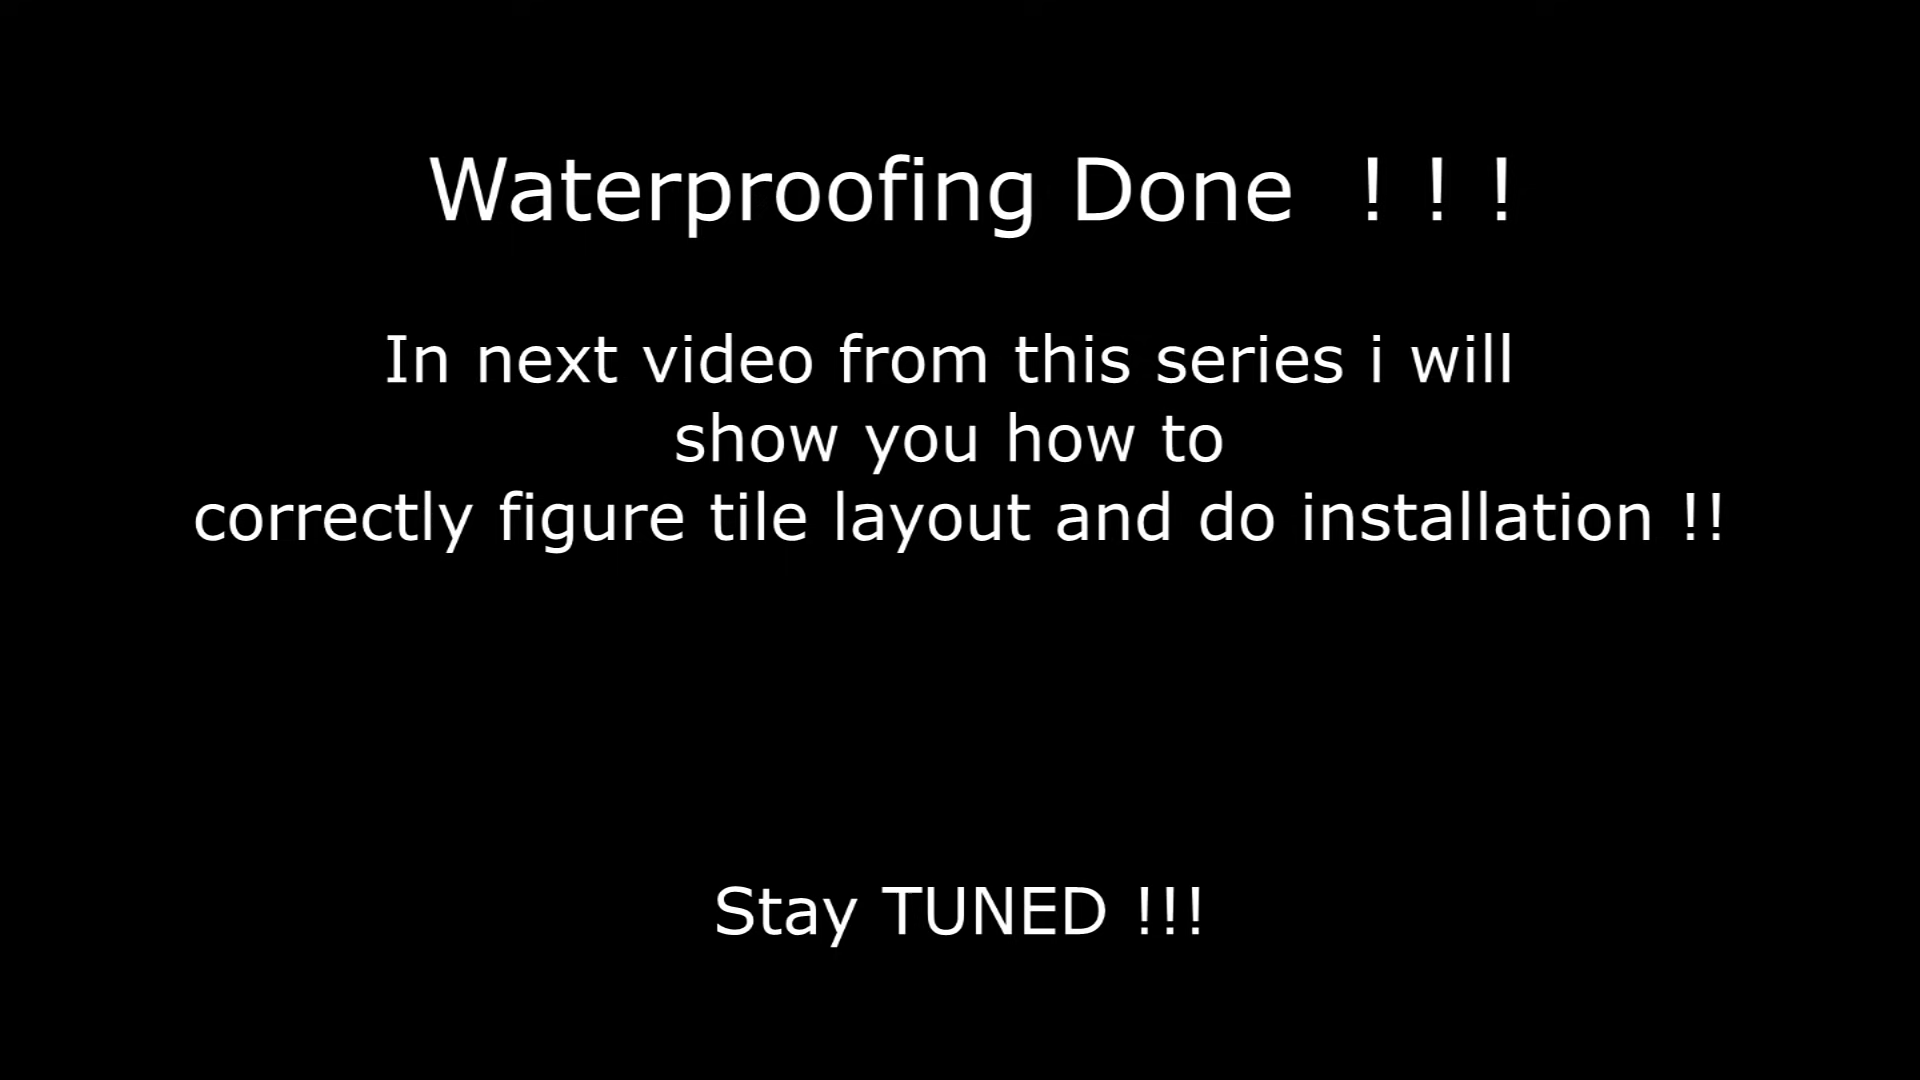 Waterproofing Done  ! ! !
In next video from this series i will
show you how to
correctly figure tile layout and do installation !!
Stay TUNED !!!